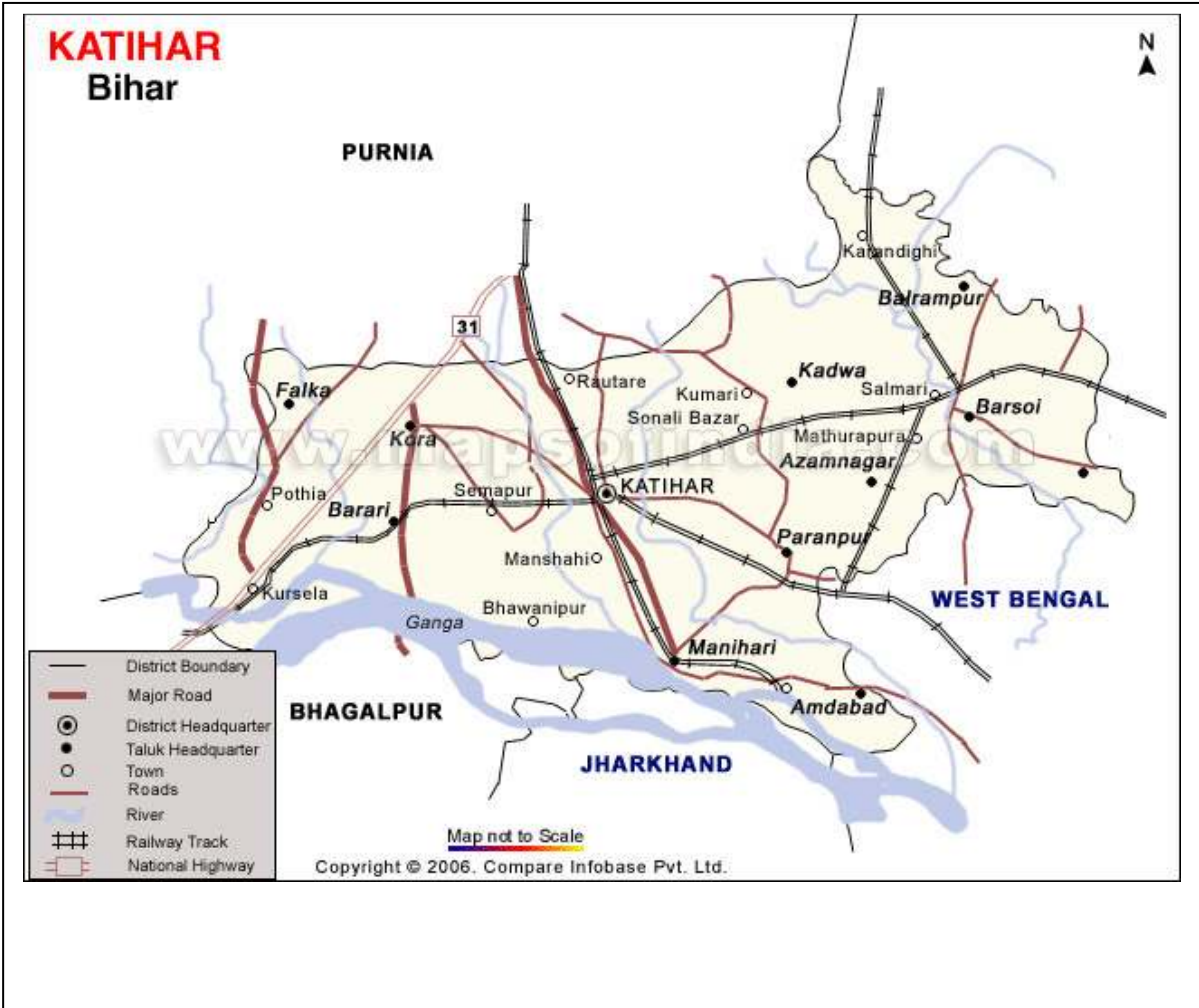 KATIHAR
Bihar
N
PURNIA
Karandighi
Balrampur
31
Falka
Rautare
Kadwa
Kumari
Salmari
Sonali Bazar
Barsoi
Kora
Mathurapura
www.mapsofindia.com
Azamnagar
Pothia
Semapur
KATIHAR
Barari
Paranpur
Manshahi
Kursela
Bhawanipur
WEST BENGAL
Ganga
Manihari
BHAGALPUR
Amdabad
JHARKHAND
District Boundary
Major Road
District Headquarter
Taluk Headquarter
Town
Roads
River
Railway Track
National Highway
Map not to Scale
Copyright © 2006. Compare Infobase Pvt. Ltd.